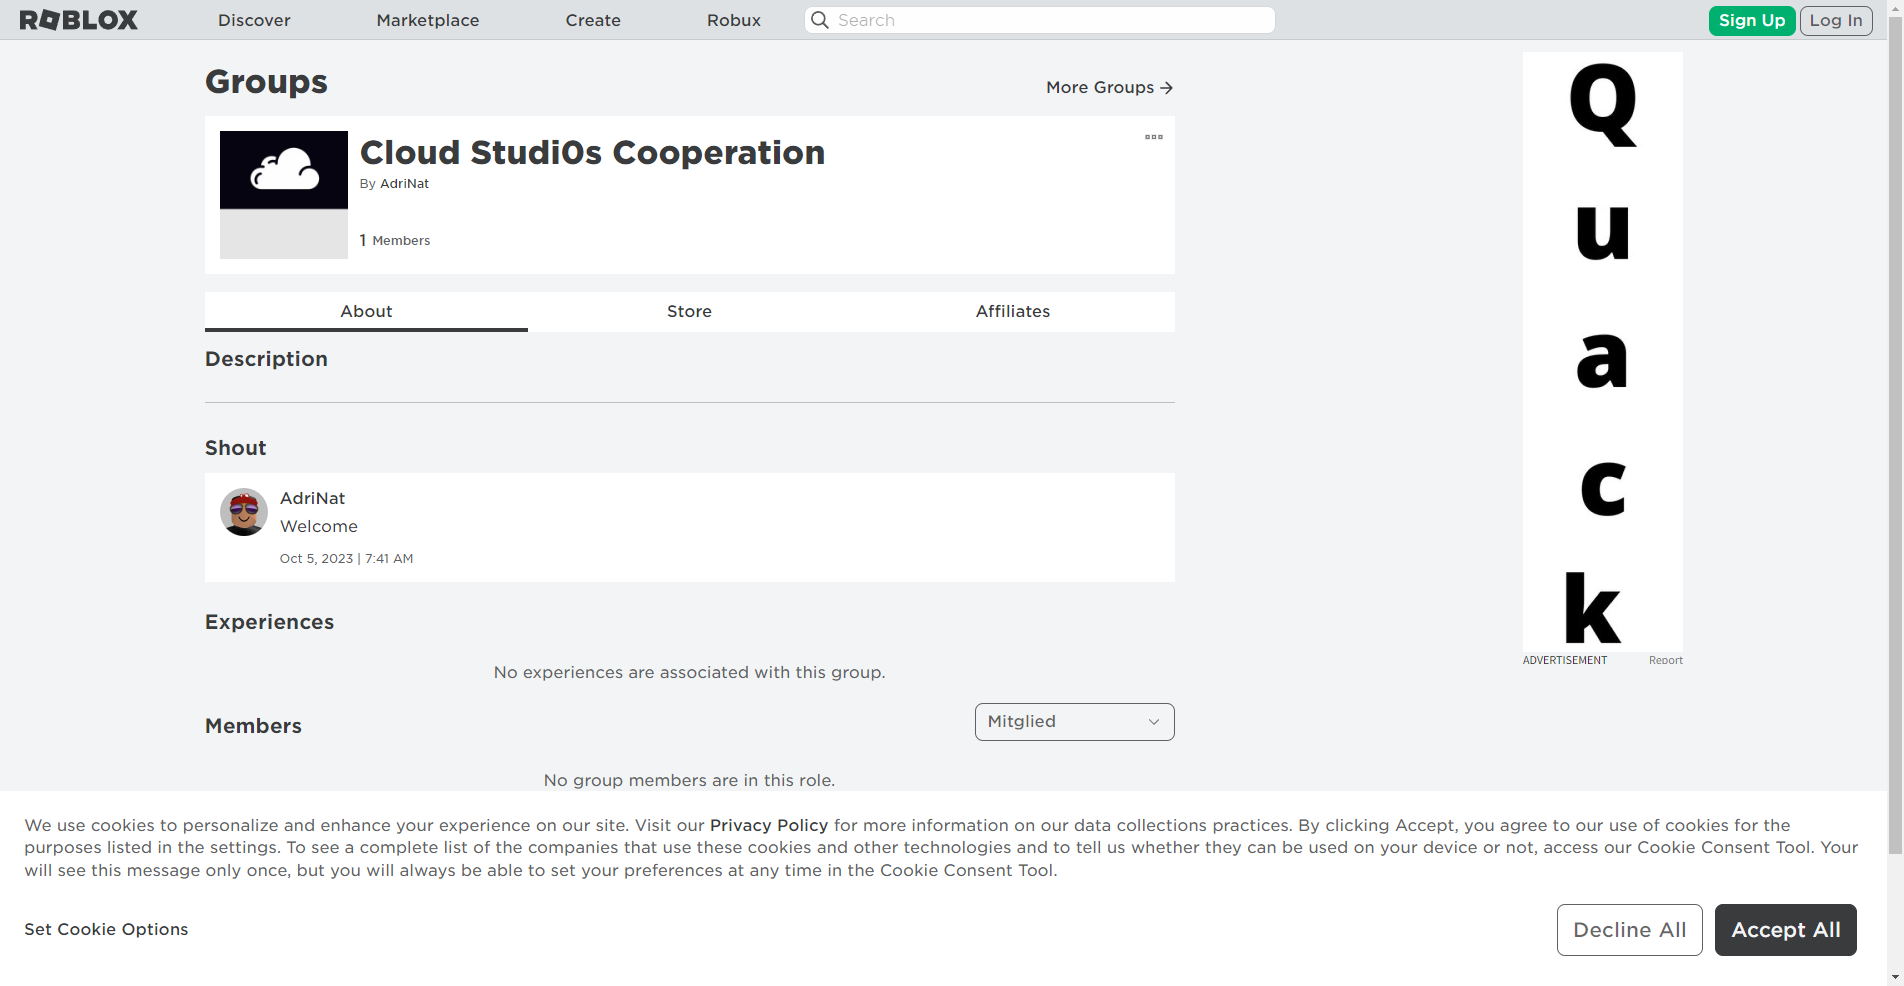 ROBLOX Discover Marketplace Create Robux Search Sign Up Log In
Groups
More Groups
Cloud Studi0s Cooperation
By AdriNat
1 Members
About Store Affiliates
Description
Shout
AdriNat
Welcome
Oct 5, 2023 | 7:41 AM
Experiences
No experiences are associated with this group.
Members
Mitglied
No group members are in this role.
Q
u
a
c
k
ADVERTISEMENT Report
We use cookies to personalize and enhance your experience on our site. Visit our Privacy Policy for more information on our data collections practices. By clicking Accept, you agree to our use of cookies for the
purposes listed in the settings. To see a complete list of the companies that use these cookies and other technologies and to tell us whether they can be used on your device or not, access our Cookie Consent Tool. Your
will see this message only once, but you will always be able to set your preferences at any time in the Cookie Consent Tool.
Set Cookie Options
Decline All
Accept All